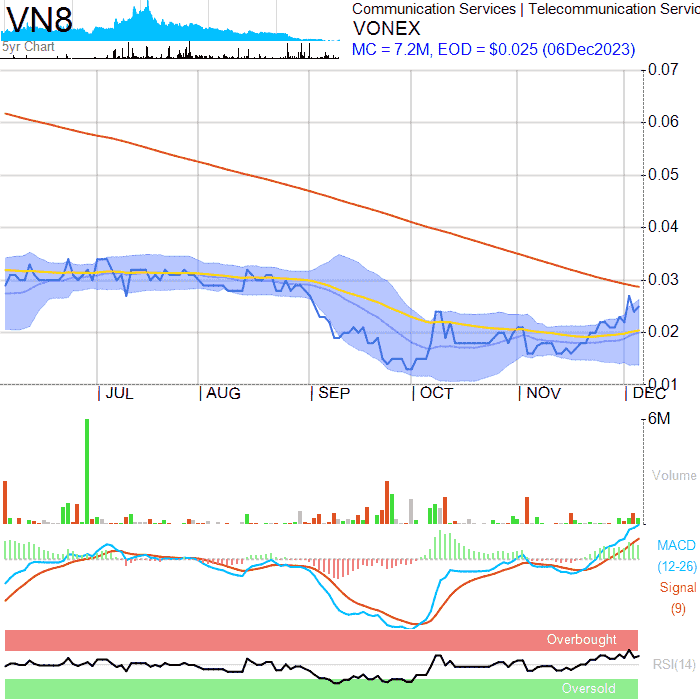 VN8
5yr Chart
Communication Services | Telecommunication Servic
VONEX
MC = 7.2M, EOD = $0.025 (06Dec2023)
0.07
0.06
0.05
0.04
0.03
0.02
0.01
JUL
AUG
SEP
OCT
NOV
DEC
6M
Volume
MACD
(12-26)
Signal
(9)
Overbought
RSI(14)
Oversold